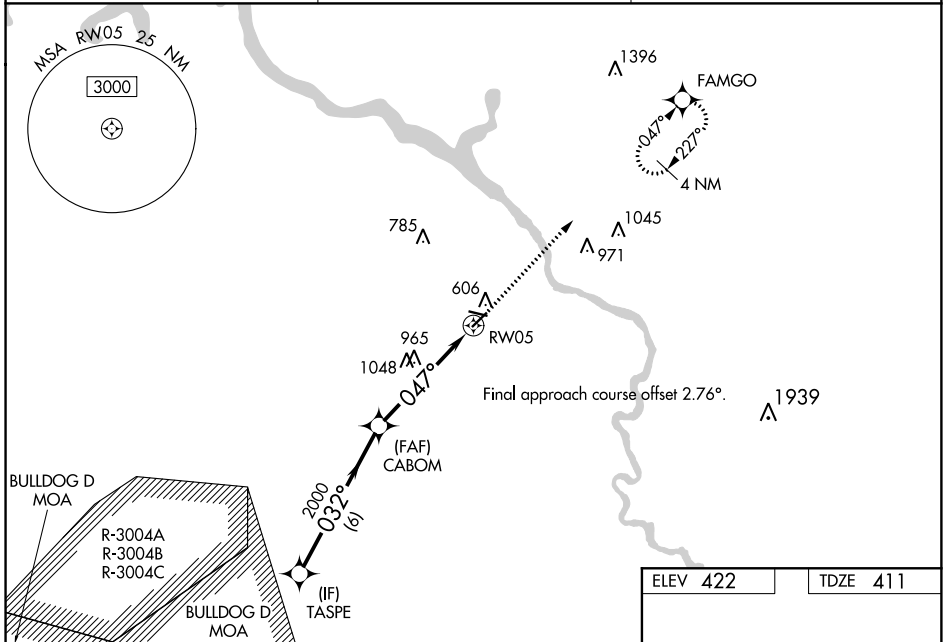 MSA RW05 25 NM
3000
1396
FAMGO
047°
227°
4 NM
785
1045
971
606
RW05
965
1048
047°
Final approach course offset 2.76°.
1939
(FAF)
CABOM
2000
032°
(6)
BULLDOG D
MOA
R-3004A
R-3004B
R-3004C
(IF)
TASPE
BULLDOG D
MOA
ELEV 422
TDZE 411